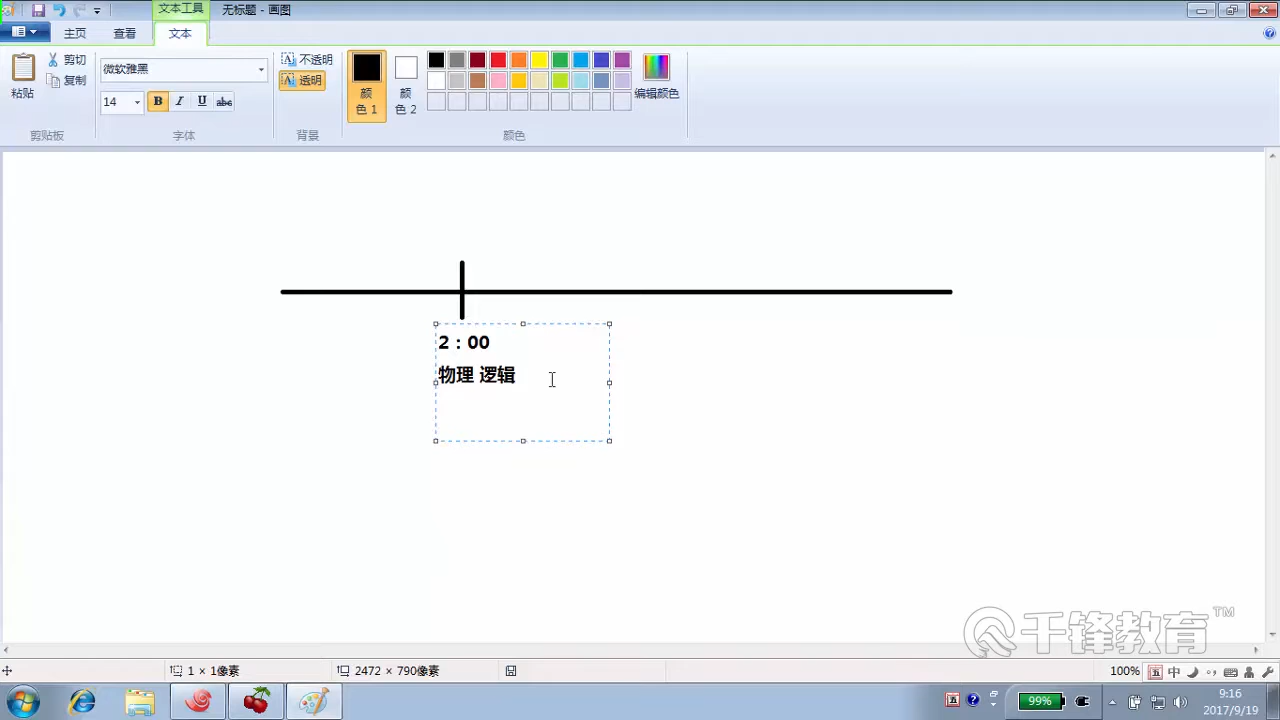 文本工具
无标题 - 画图
主页
查看
文本
粘贴
剪切
复制
剪贴板
微软雅黑
14
B I U abc
字体
不透明
透明
背景
颜
色 1
颜
色 2
编辑颜色
颜色
2：00
物理 逻辑
千锋教育™
1 × 1像素
2472 × 790像素
100%
五
中
五
99%
9:16
2017/9/19